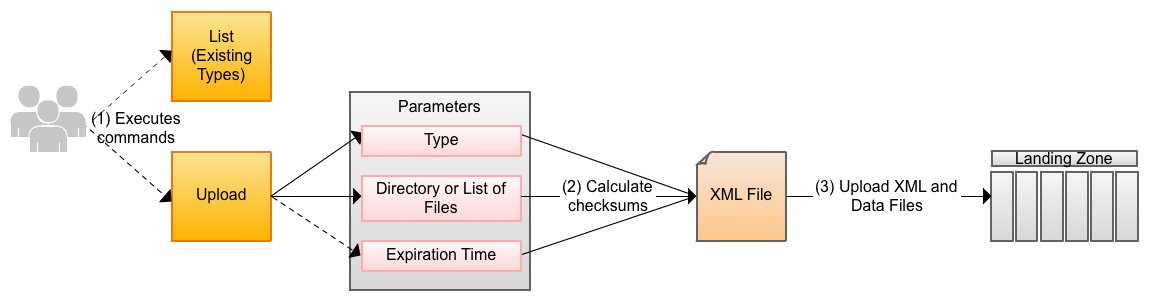 List
(Existing
Types)
(1) Executes
commands
Upload
Parameters
Type
Directory or List of
Files
Expiration Time
(2) Calculate
checksums
XML File
(3) Upload XML and
Data Files
Landing Zone